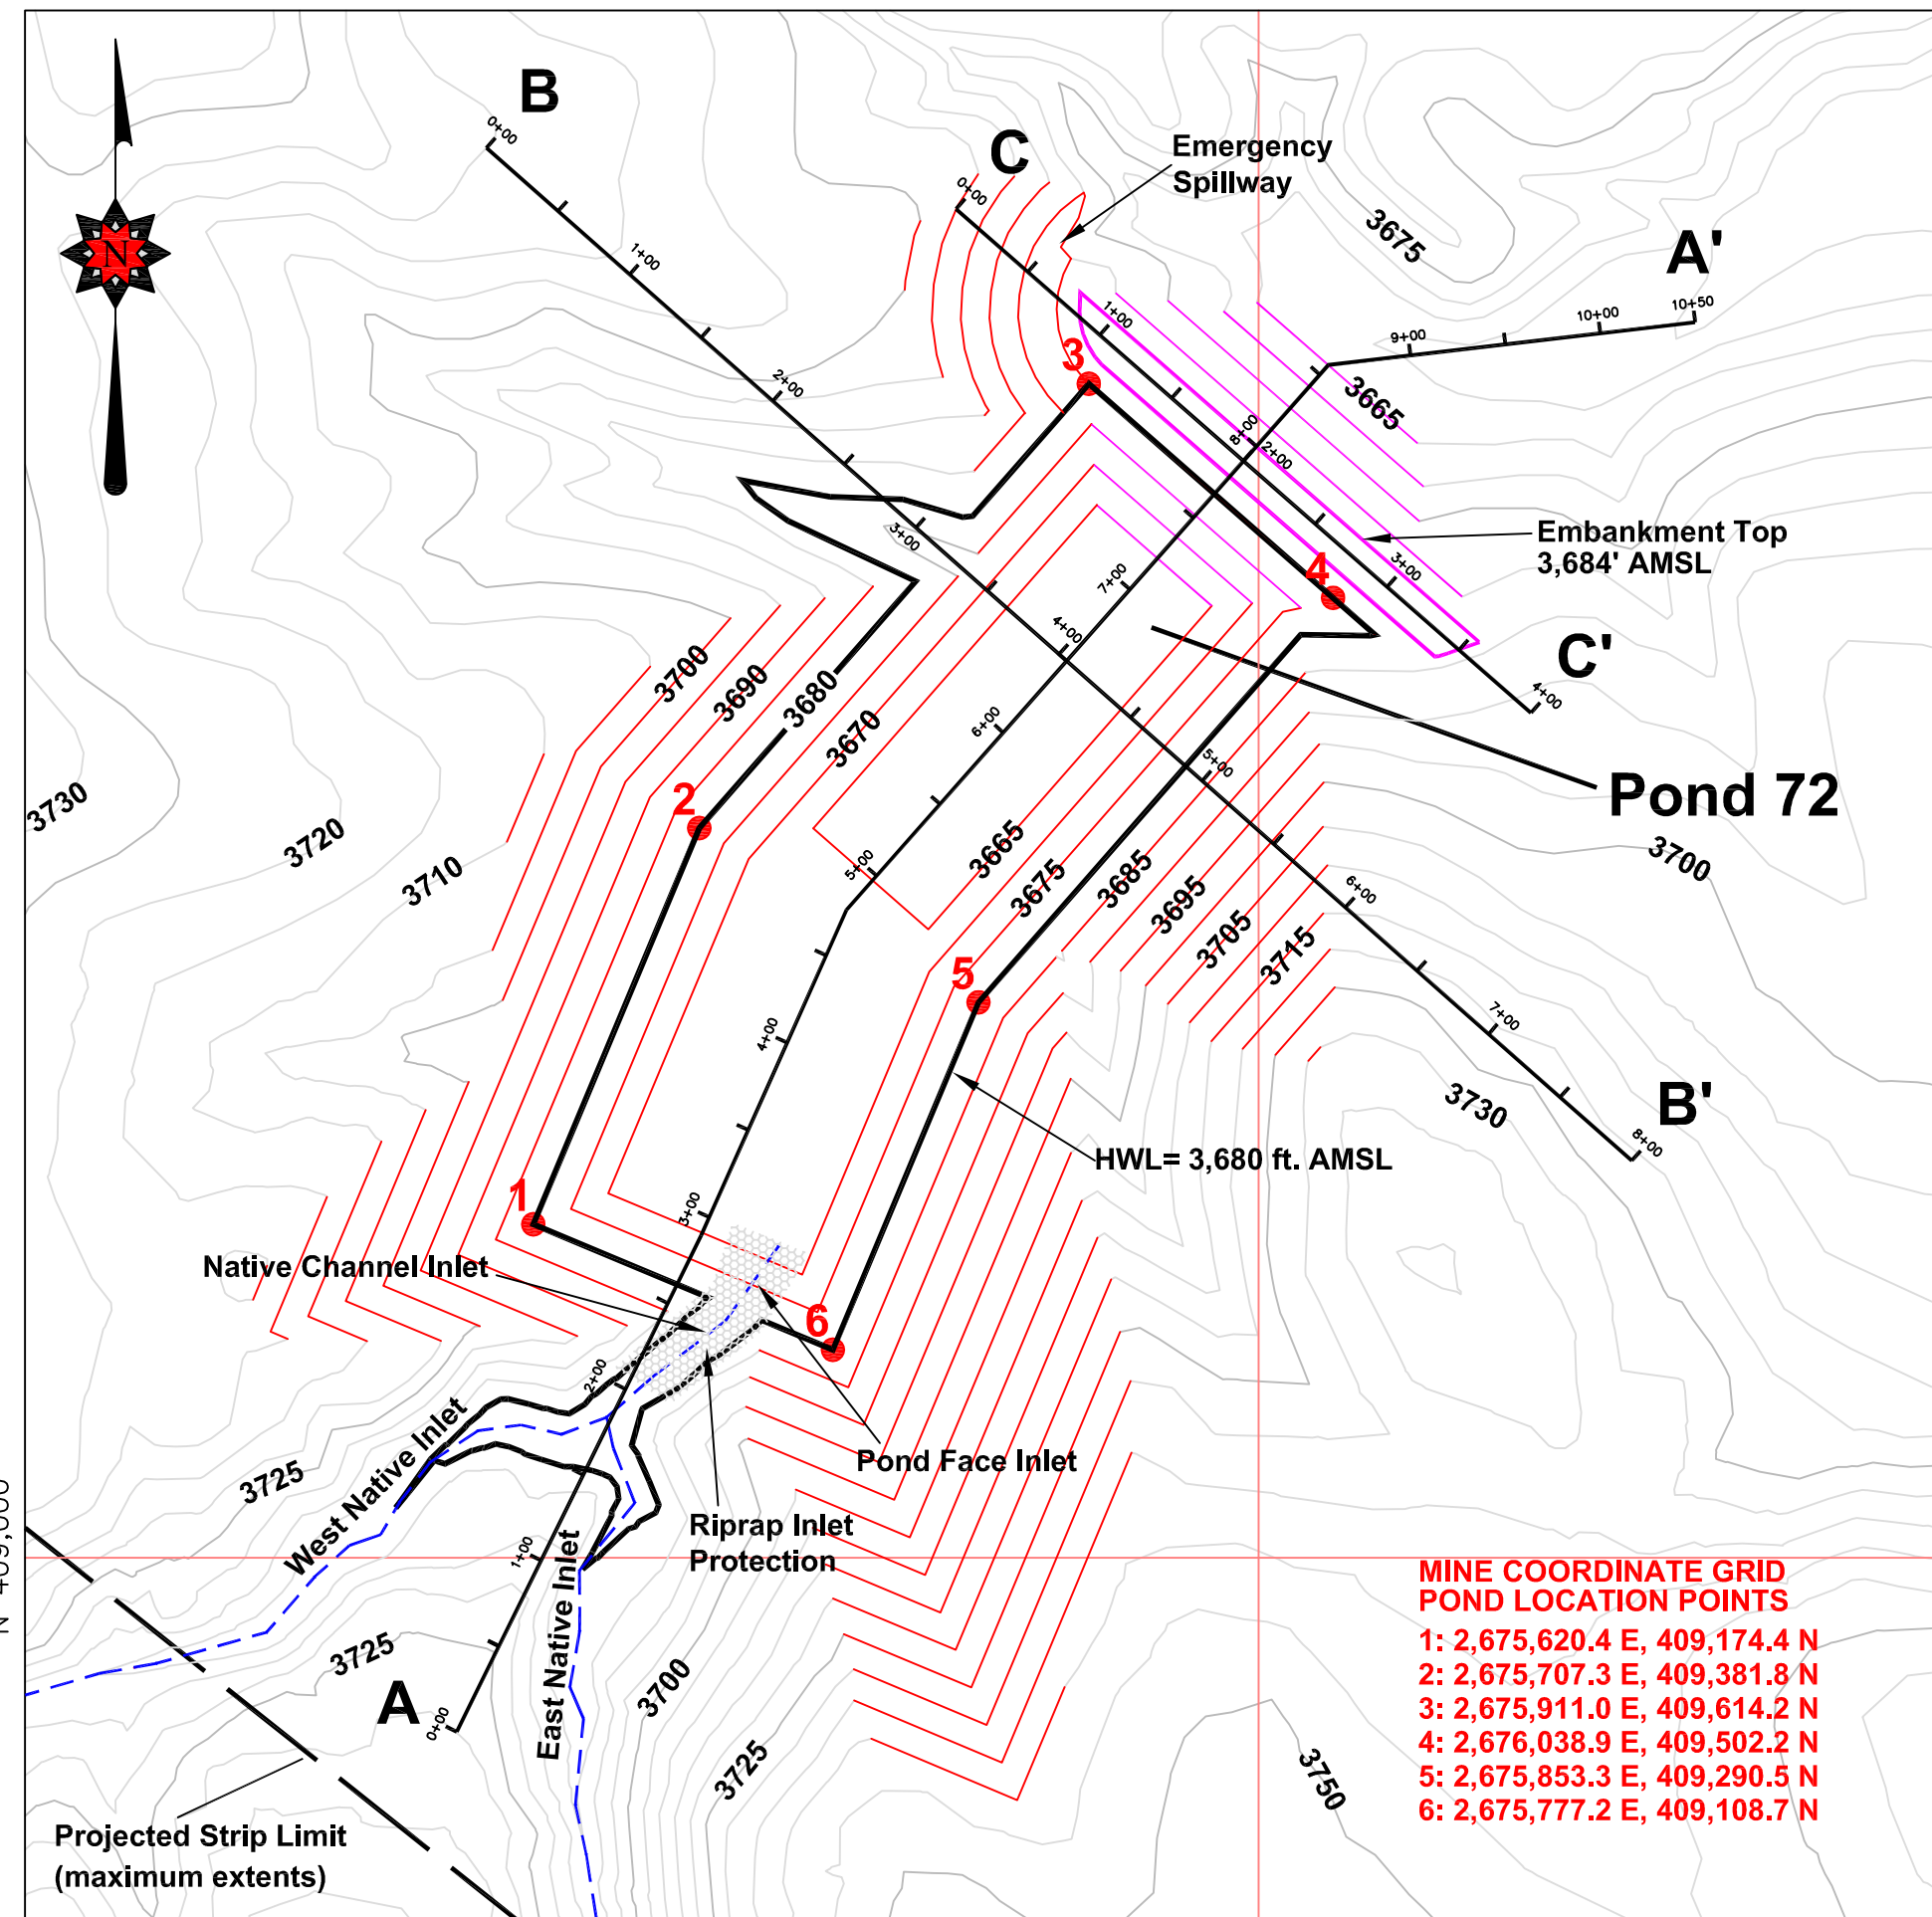 B
0+00
C
0+00
Emergency
Spillway
3675
A'
N
1+00
1+00
10+00
10+50
9+00
3
2+00
3665
8+00
2+00
3+00
Embankment Top
3,684' AMSL
3+00
4
7+00
4+00
C'
4+00
3700
3690
3680
3670
6+00
5+00
Pond 72
3730
3720
3710
2
5+00
3665
3675
3685
3695
3705
3715
3700
6+00
5
4+00
7+00
3730
B'
8+00
HWL= 3,680 ft. AMSL
1
3+00
Native Channel Inlet
6
2+00
West Native Inlet
3725
Pond Face Inlet
Riprap Inlet
Protection
1+00
East Native Inlet
MINE COORDINATE GRID
POND LOCATION POINTS
1: 2,675,620.4 E, 409,174.4 N
2: 2,675,707.3 E, 409,381.8 N
3: 2,675,911.0 E, 409,614.2 N
4: 2,676,038.9 E, 409,502.2 N
5: 2,675,853.3 E, 409,290.5 N
6: 2,675,777.2 E, 409,108.7 N
3725
A
0+00
3700
3725
3750
Projected Strip Limit
(maximum extents)